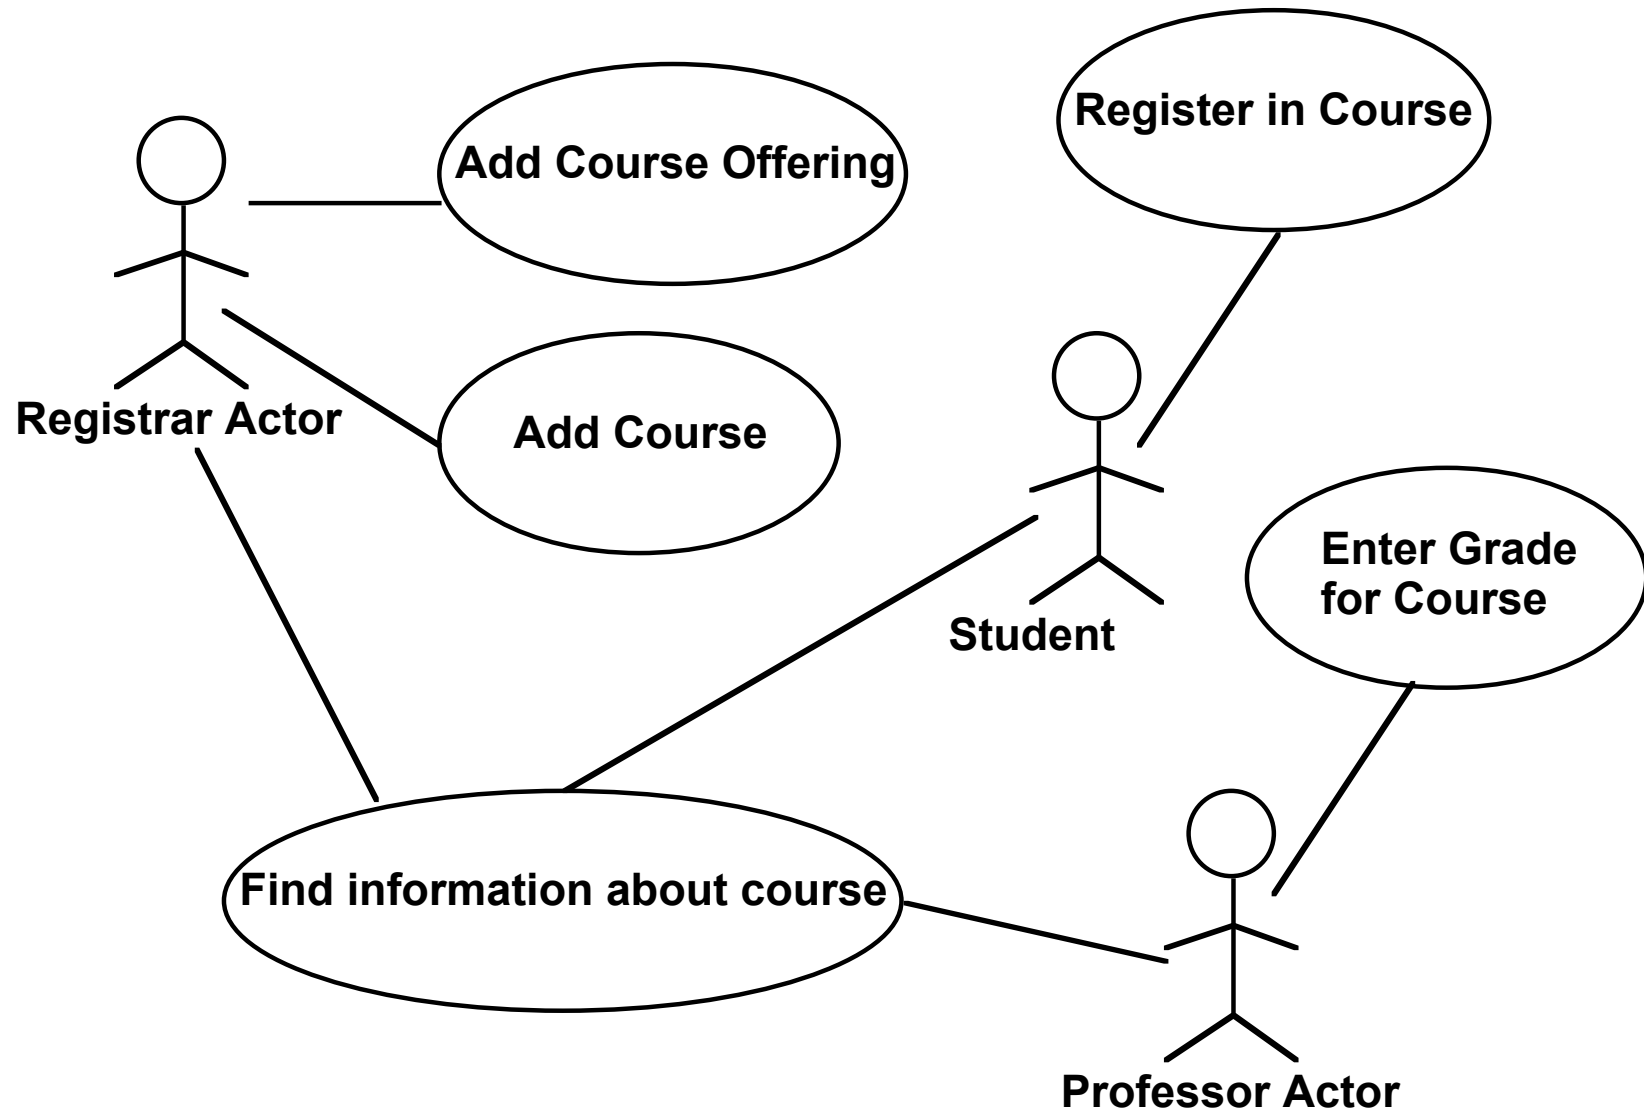 Register in Course
Add Course Offering
Registrar Actor
Add Course
Enter Grade
for Course
Student
Find information about course
Professor Actor